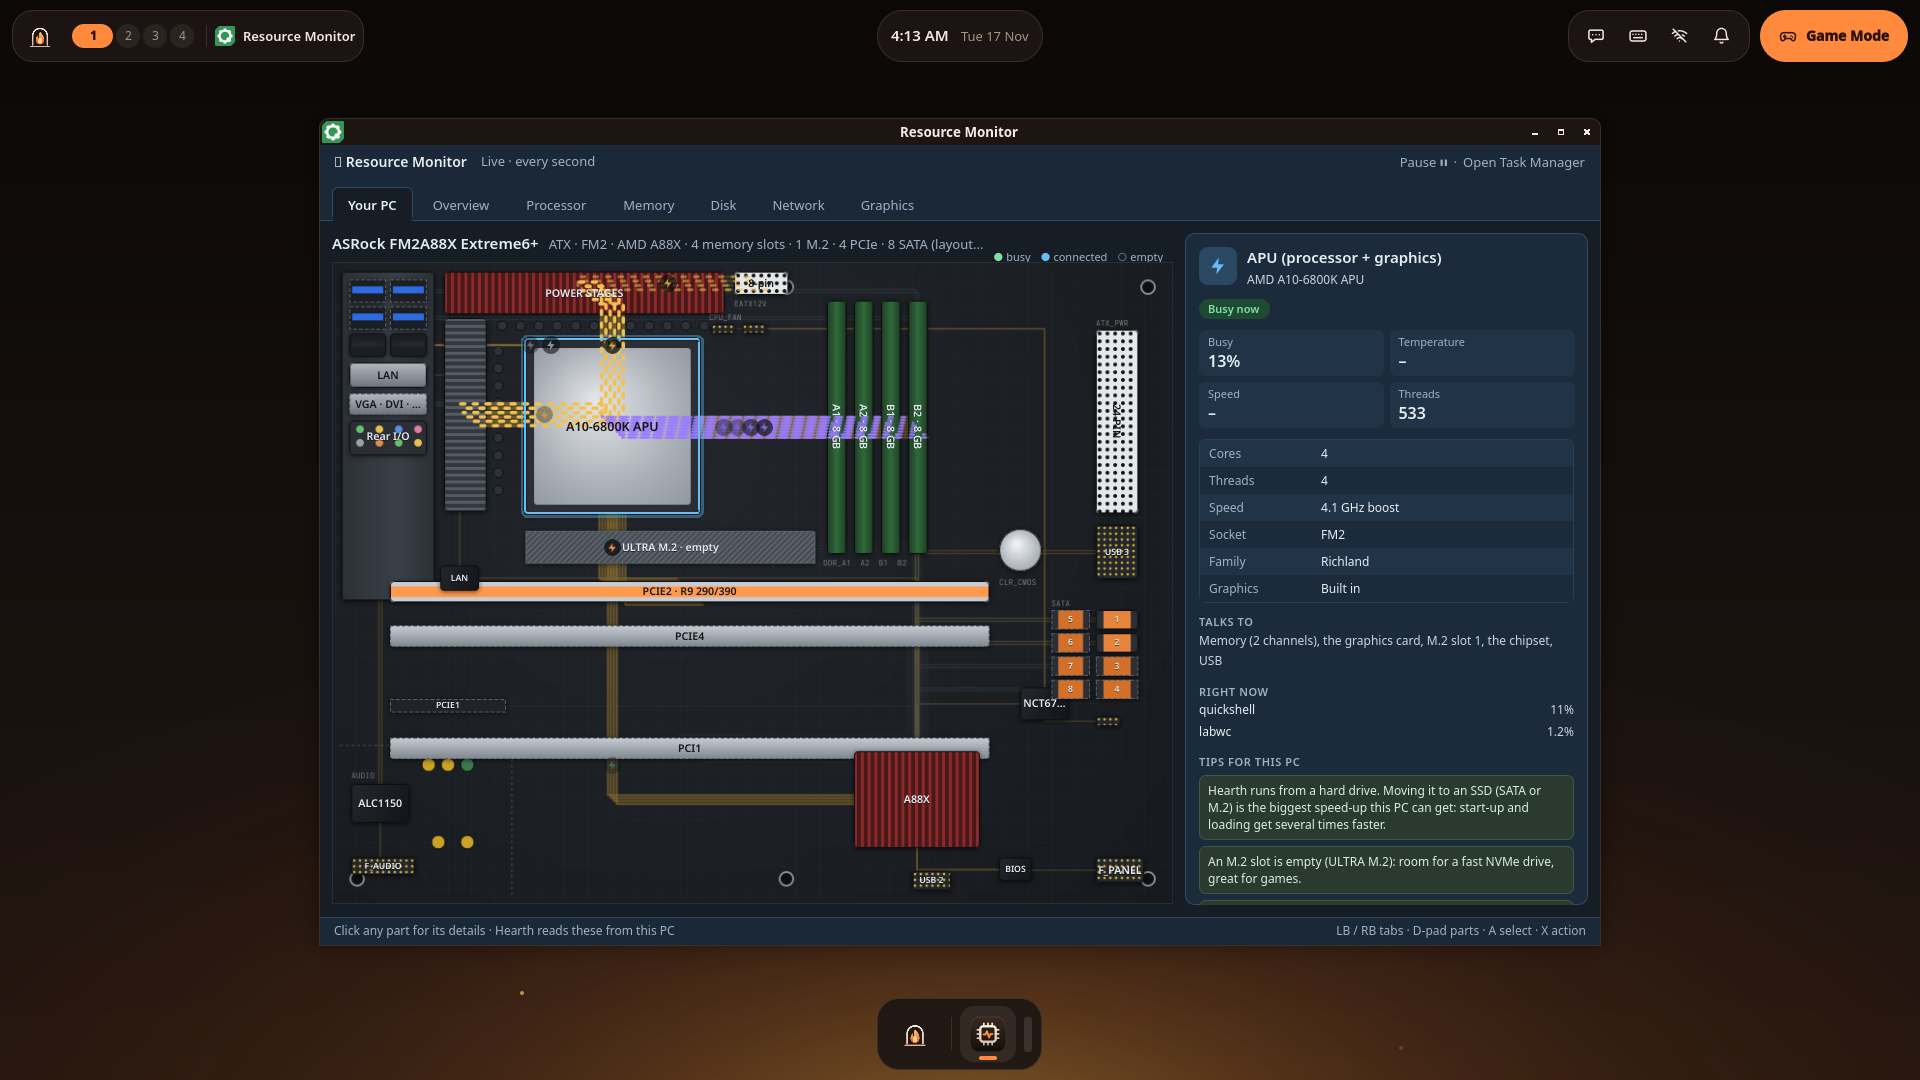 1 2 3 4 Resource Monitor
4:13 AM Tue 17 Nov
Game Mode
Resource Monitor
Resource Monitor Live · every second
Pause · Open Task Manager
Your PC Overview Processor Memory Disk Network Graphics
ASRock FM2A88X Extreme6+ ATX · FM2 · AMD A88X · 4 memory slots · 1 M.2 · 4 PCIe · 8 SATA (layout...
busy connected empty
POWER STAGES
8-pin
EATX12V
CPU_FAN
ATX_PWR
LAN
VGA · DVI · ...
Rear I/O
A10-6800K APU
A1 · 8 GB
A2 · 8 GB
B1 · 8 GB
B2 · 8 GB
24-PIN
ULTRA M.2 · empty
DDR_A1 A2 B1 B2
USB 3
CLR_CMOS
LAN
PCIE2 · R9 290/390
SATA
5 1
6 2
7 3
8 4
PCIE4
PCIE1
NCT67...
PCI1
AUDIO
ALC1150
A88X
F_AUDIO
USB 2
BIOS
F_PANEL
APU (processor + graphics)
AMD A10-6800K APU
Busy now
Busy
13%
Temperature
–
Speed
–
Threads
533
Cores 4
Threads 4
Speed 4.1 GHz boost
Socket FM2
Family Richland
Graphics Built in
TALKS TO
Memory (2 channels), the graphics card, M.2 slot 1, the chipset,
USB
RIGHT NOW
quickshell 11%
labwc 1.2%
TIPS FOR THIS PC
Hearth runs from a hard drive. Moving it to an SSD (SATA or
M.2) is the biggest speed-up this PC can get: start-up and
loading get several times faster.
An M.2 slot is empty (ULTRA M.2): room for a fast NVMe drive,
great for games.
Click any part for its details · Hearth reads these from this PC
LB / RB tabs · D-pad parts · A select · X action